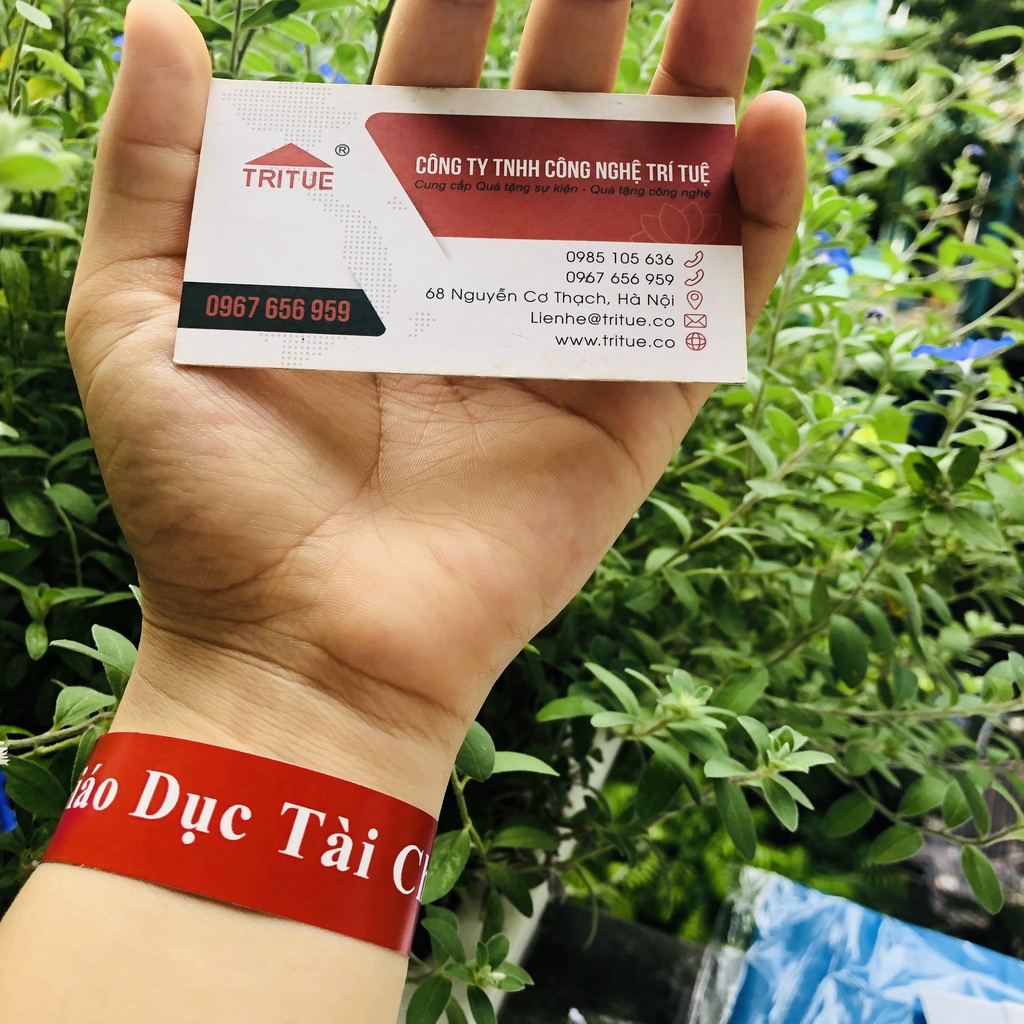 TRITUE ®
CÔNG TY TNHH CÔNG NGHỆ TRÍ TUỆ
Cung cấp Quà tặng sự kiện - Quà tặng công nghệ
0985 105 636
0967 656 959
68 Nguyễn Cơ Thạch, Hà Nội
Lienhe@tritue.co
www.tritue.co
0967 656 959
iáo Dục Tài C